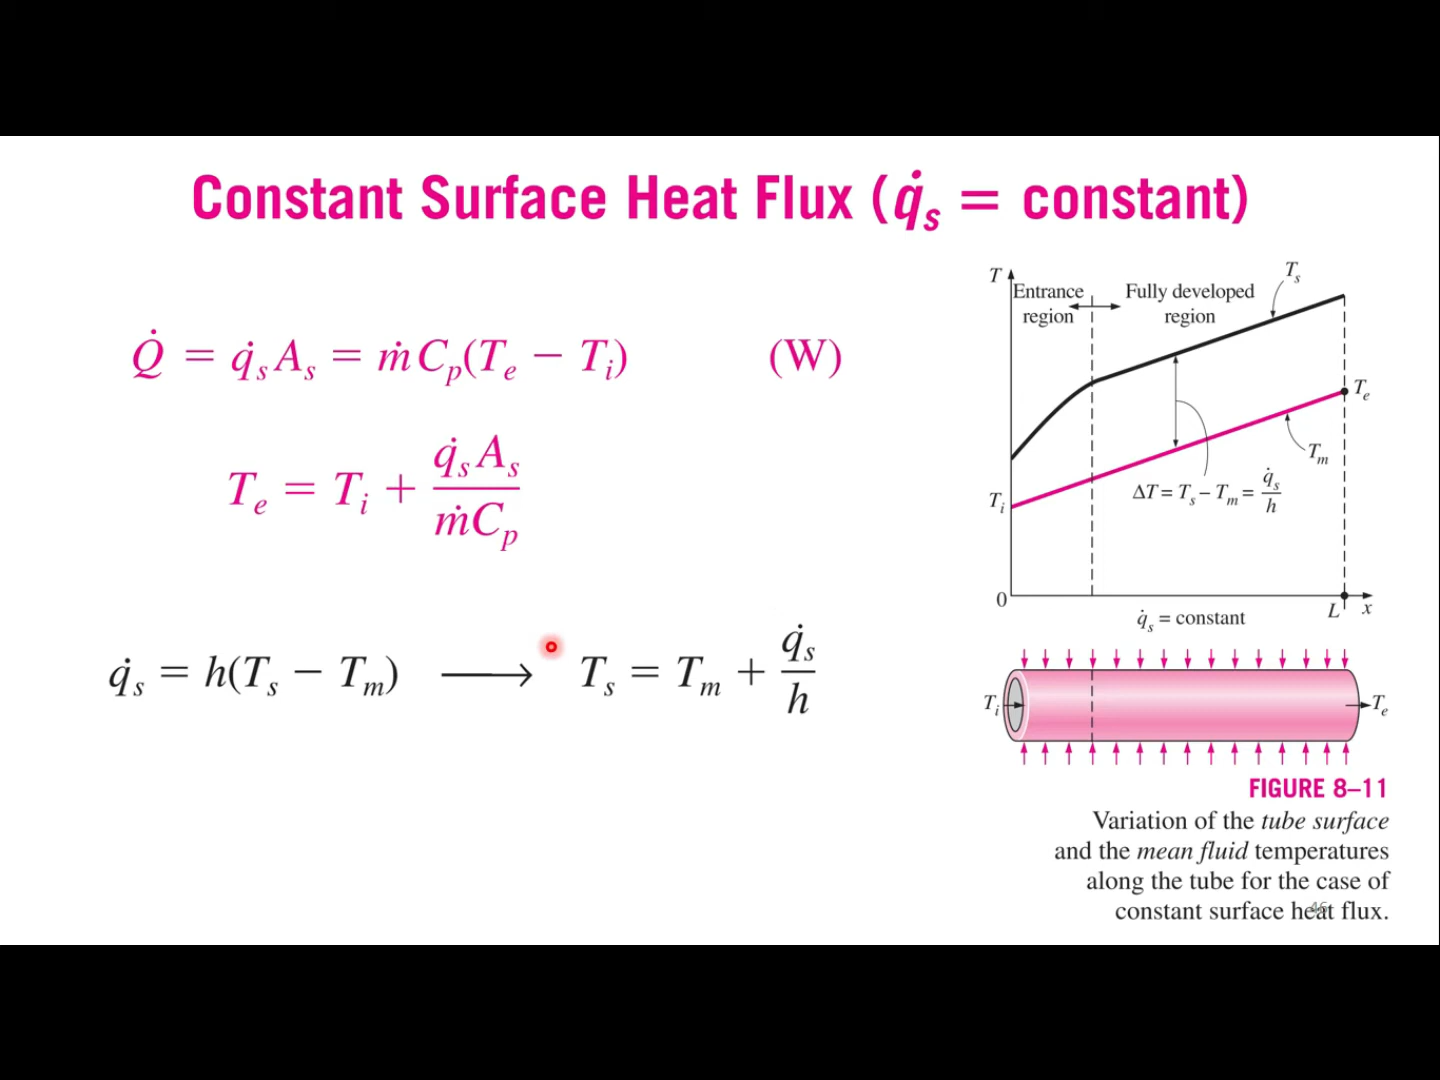 Constant Surface Heat Flux (q̇ₛ = constant)
Q̇ = q̇ₛAₛ = ṁCₚ(Tₑ − Tᵢ) (W)
Tₑ = Tᵢ + q̇ₛAₛ / ṁCₚ
q̇ₛ = h(Tₛ − Tₘ) ⟶ Tₛ = Tₘ + q̇ₛ / h
T
Entrance
region
Fully developed
region
Tₛ
Tₑ
Tₘ
Tᵢ
ΔT = Tₛ − Tₘ = q̇ₛ / h
0
L
x
q̇ₛ = constant
Tᵢ
Tₑ
FIGURE 8–11
Variation of the tube surface
and the mean fluid temperatures
along the tube for the case of
constant surface heat flux.
46